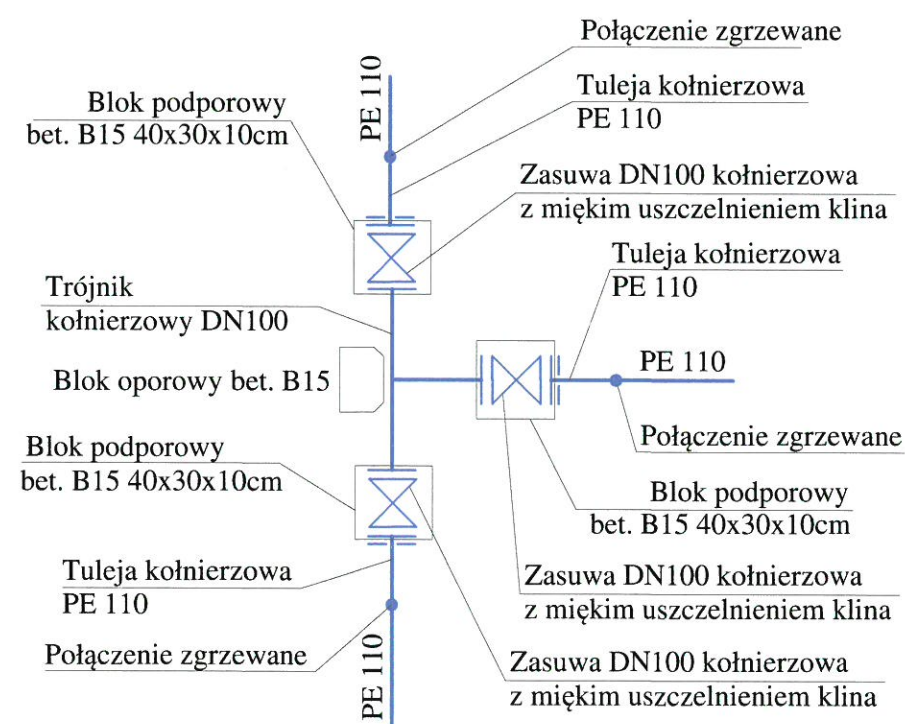 Połączenie zgrzewane
PE 110
Tuleja kołnierzowa
PE 110
Blok podporowy
bet. B15 40x30x10cm
Zasuwa DN100 kołnierzowa
z miękim uszczelnieniem klina
Tuleja kołnierzowa
PE 110
Trójnik
kołnierzowy DN100
PE 110
Blok oporowy bet. B15
Połączenie zgrzewane
Blok podporowy
bet. B15 40x30x10cm
Blok podporowy
bet. B15 40x30x10cm
Tuleja kołnierzowa
PE 110
Zasuwa DN100 kołnierzowa
z miękim uszczelnieniem klina
Połączenie zgrzewane
PE 110
Zasuwa DN100 kołnierzowa
z miękim uszczelnieniem klina